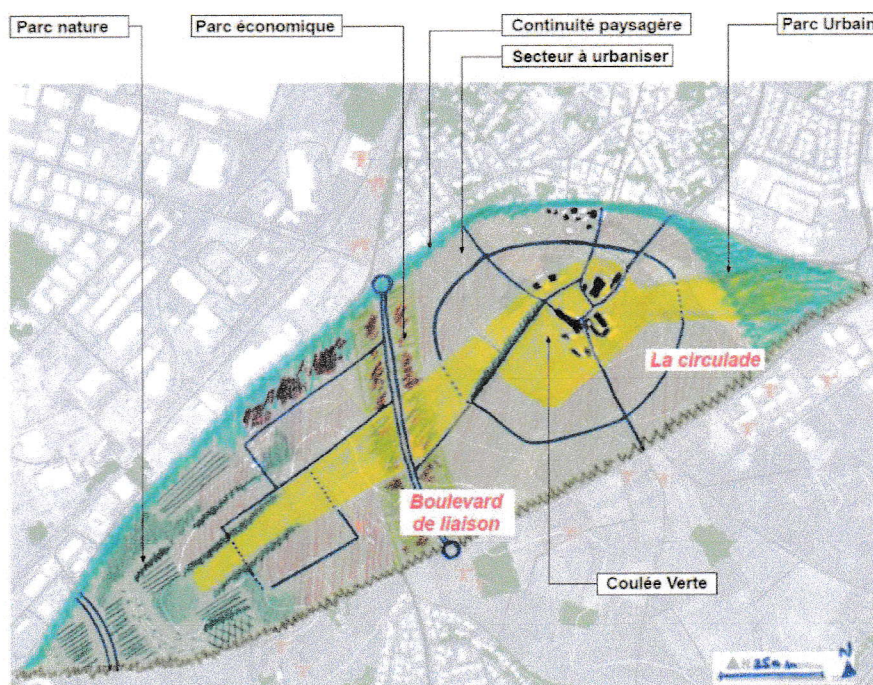 Parc nature
Parc économique
Continuité paysagère
Parc Urbain
Secteur à urbaniser
La circulade
Boulevard
de liaison
Coulée Verte
N